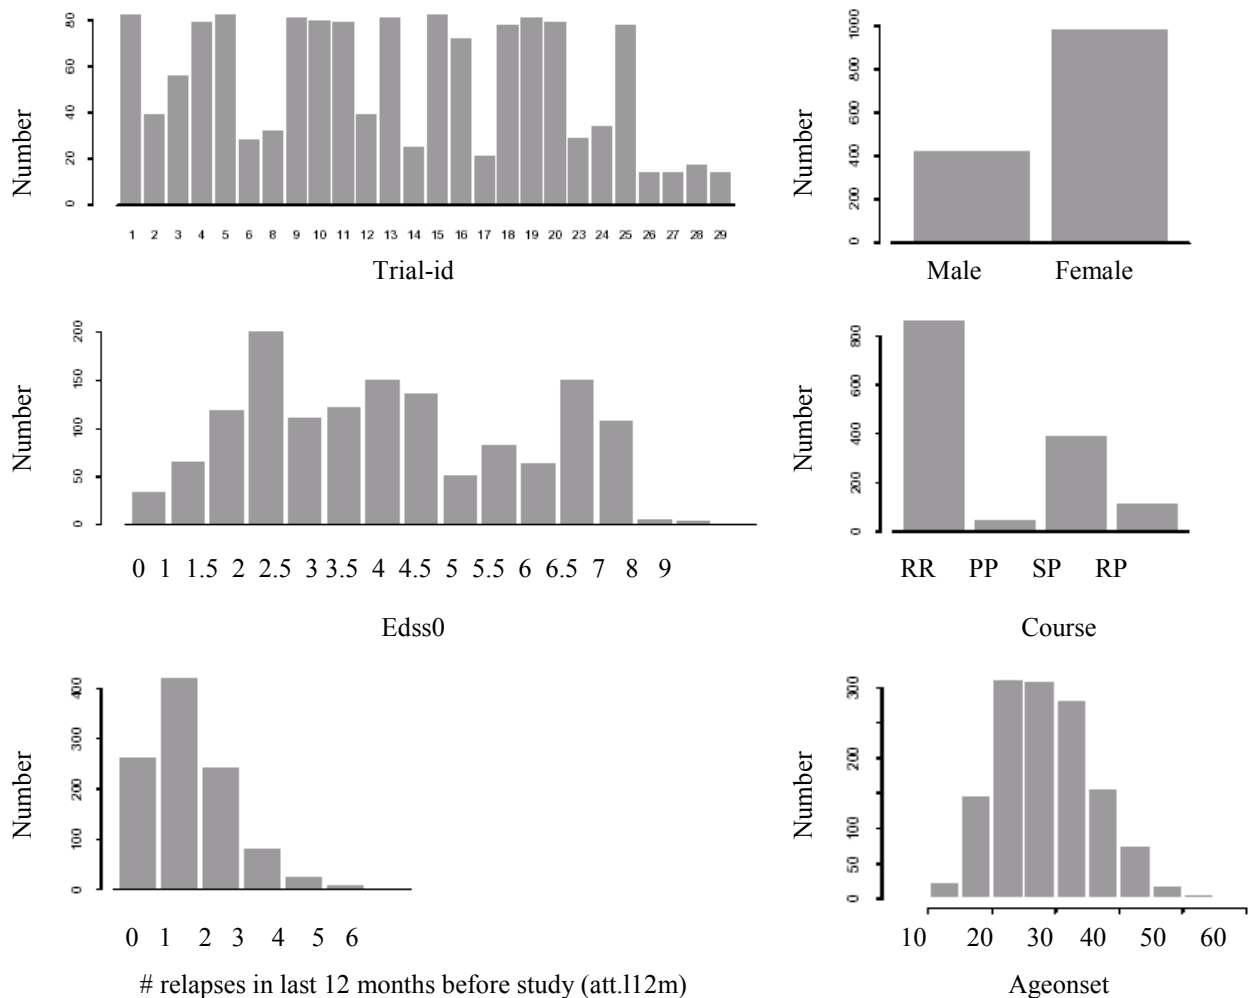 Number
80
60
40
20
0
1 2 3 4 5 6 8 9 10 11 12 13 14 15 16 17 18 19 20 23 24 25 26 27 28 29
Trial-id
Number
1000
800
600
400
200
0
Male Female
Number
200
150
100
50
0
0 1 1.5 2 2.5 3 3.5 4 4.5 5 5.5 6 6.5 7 8 9
Edss0
Number
800
600
400
200
0
RR PP SP RP
Course
Number
400
300
200
100
0
0 1 2 3 4 5 6
# relapses in last 12 months before study (att.l12m)
Number
300
200
100
50
0
10 20 30 40 50 60
Ageonset